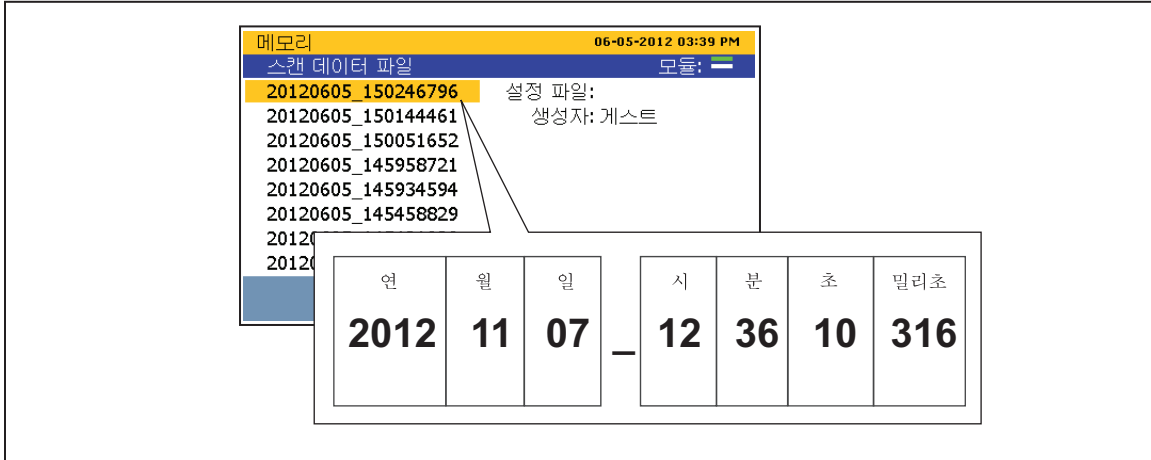 메모리 06-05-2012 03:39 PM
스캔 데이터 파일 모듈:
20120605_150246796 설정 파일:
20120605_150144461 생성자: 게스트
20120605_150051652
20120605_145958721
20120605_145934594
20120605_145458829
연 월 일 시 분 초 밀리초
2012 11 07 _ 12 36 10 316